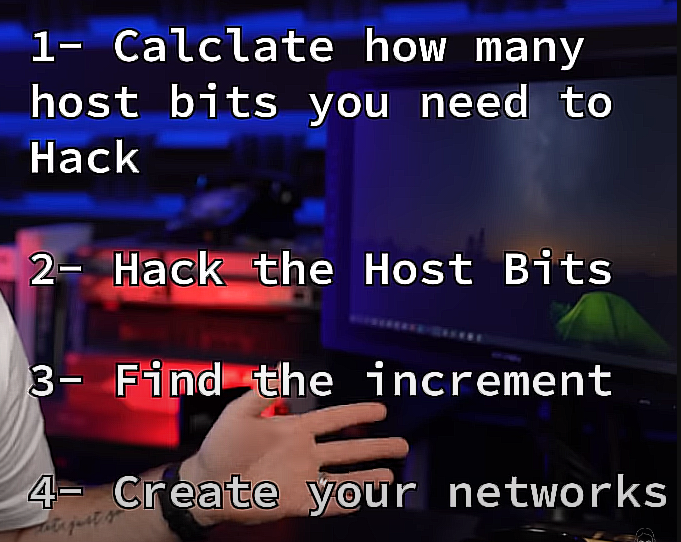 1- Calclate how many
host bits you need to
Hack
2- Hack the Host Bits
3- Find the increment
4- Create your networks